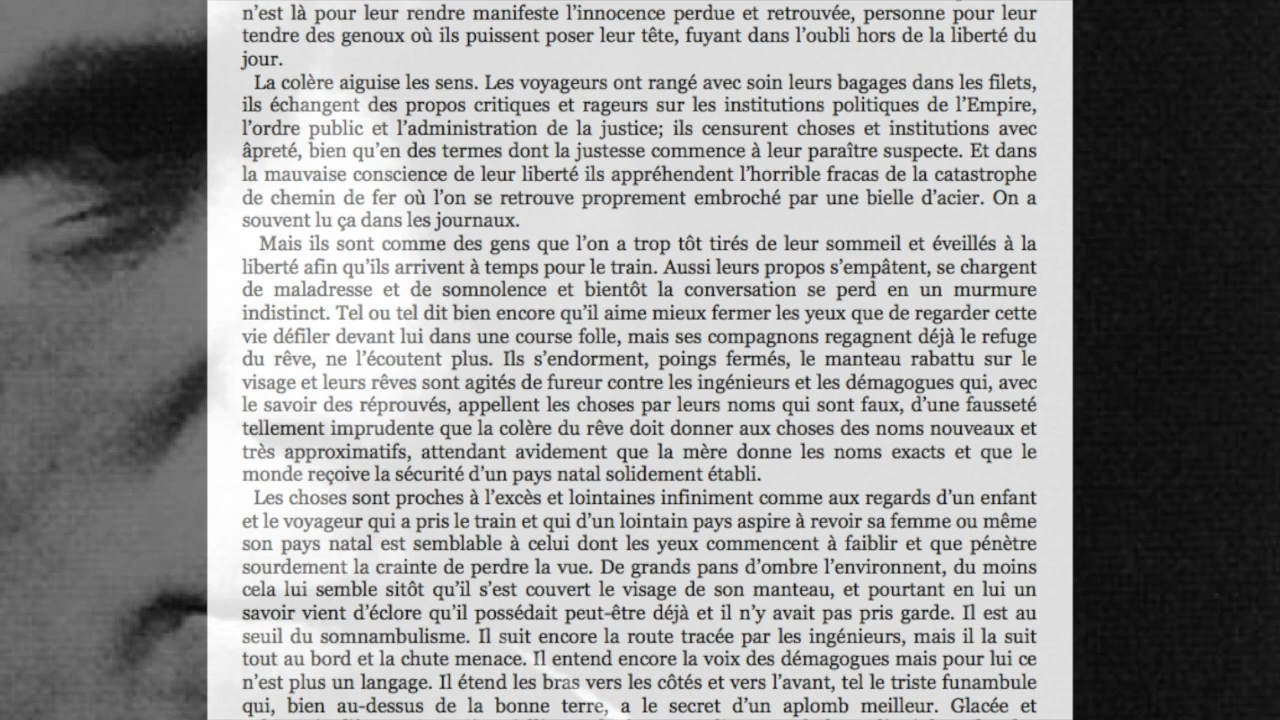 n’est là pour leur rendre manifeste l’innocence perdue et retrouvée, personne pour leur
tendre des genoux où ils puissent poser leur tête, fuyant dans l’oubli hors de la liberté du
jour.
La colère aiguise les sens. Les voyageurs ont rangé avec soin leurs bagages dans les filets,
ils échangent des propos critiques et rageurs sur les institutions politiques de l’Empire,
l’ordre public et l’administration de la justice; ils censurent choses et institutions avec
âpreté, bien qu’en des termes dont la justesse commence à leur paraître suspecte. Et dans
la mauvaise conscience de leur liberté ils appréhendent l’horrible fracas de la catastrophe
de chemin de fer où l’on se retrouve proprement embroché par une bielle d’acier. On a
souvent lu ça dans les journaux.
Mais ils sont comme des gens que l’on a trop tôt tirés de leur sommeil et éveillés à la
liberté afin qu’ils arrivent à temps pour le train. Aussi leurs propos s’empâtent, se chargent
de maladresse et de somnolence et bientôt la conversation se perd en un murmure
indistinct. Tel ou tel dit bien encore qu’il aime mieux fermer les yeux que de regarder cette
vie défiler devant lui dans une course folle, mais ses compagnons regagnent déjà le refuge
du rêve, ne l’écoutent plus. Ils s’endorment, poings fermés, le manteau rabattu sur le
visage et leurs rêves sont agités de fureur contre les ingénieurs et les démagogues qui, avec
le savoir des réprouvés, appellent les choses par leurs noms qui sont faux, d’une fausseté
tellement imprudente que la colère du rêve doit donner aux choses des noms nouveaux et
très approximatifs, attendant avidement que la mère donne les noms exacts et que le
monde reçoive la sécurité d’un pays natal solidement établi.
Les choses sont proches à l’excès et lointaines infiniment comme aux regards d’un enfant
et le voyageur qui a pris le train et qui d’un lointain pays aspire à revoir sa femme ou même
son pays natal est semblable à celui dont les yeux commencent à faiblir et que pénètre
sourdement la crainte de perdre la vue. De grands pans d’ombre l’environnent, du moins
cela lui semble sitôt qu’il s’est couvert le visage de son manteau, et pourtant en lui un
savoir vient d’éclore qu’il possédait peut-être déjà et il n’y avait pas pris garde. Il est au
seuil du somnambulisme. Il suit encore la route tracée par les ingénieurs, mais il la suit
tout au bord et la chute menace. Il entend encore la voix des démagogues mais pour lui ce
n’est plus un langage. Il étend les bras vers les côtés et vers l’avant, tel le triste funambule
qui, bien au-dessus de la bonne terre, a le secret d’un aplomb meilleur. Glacée et